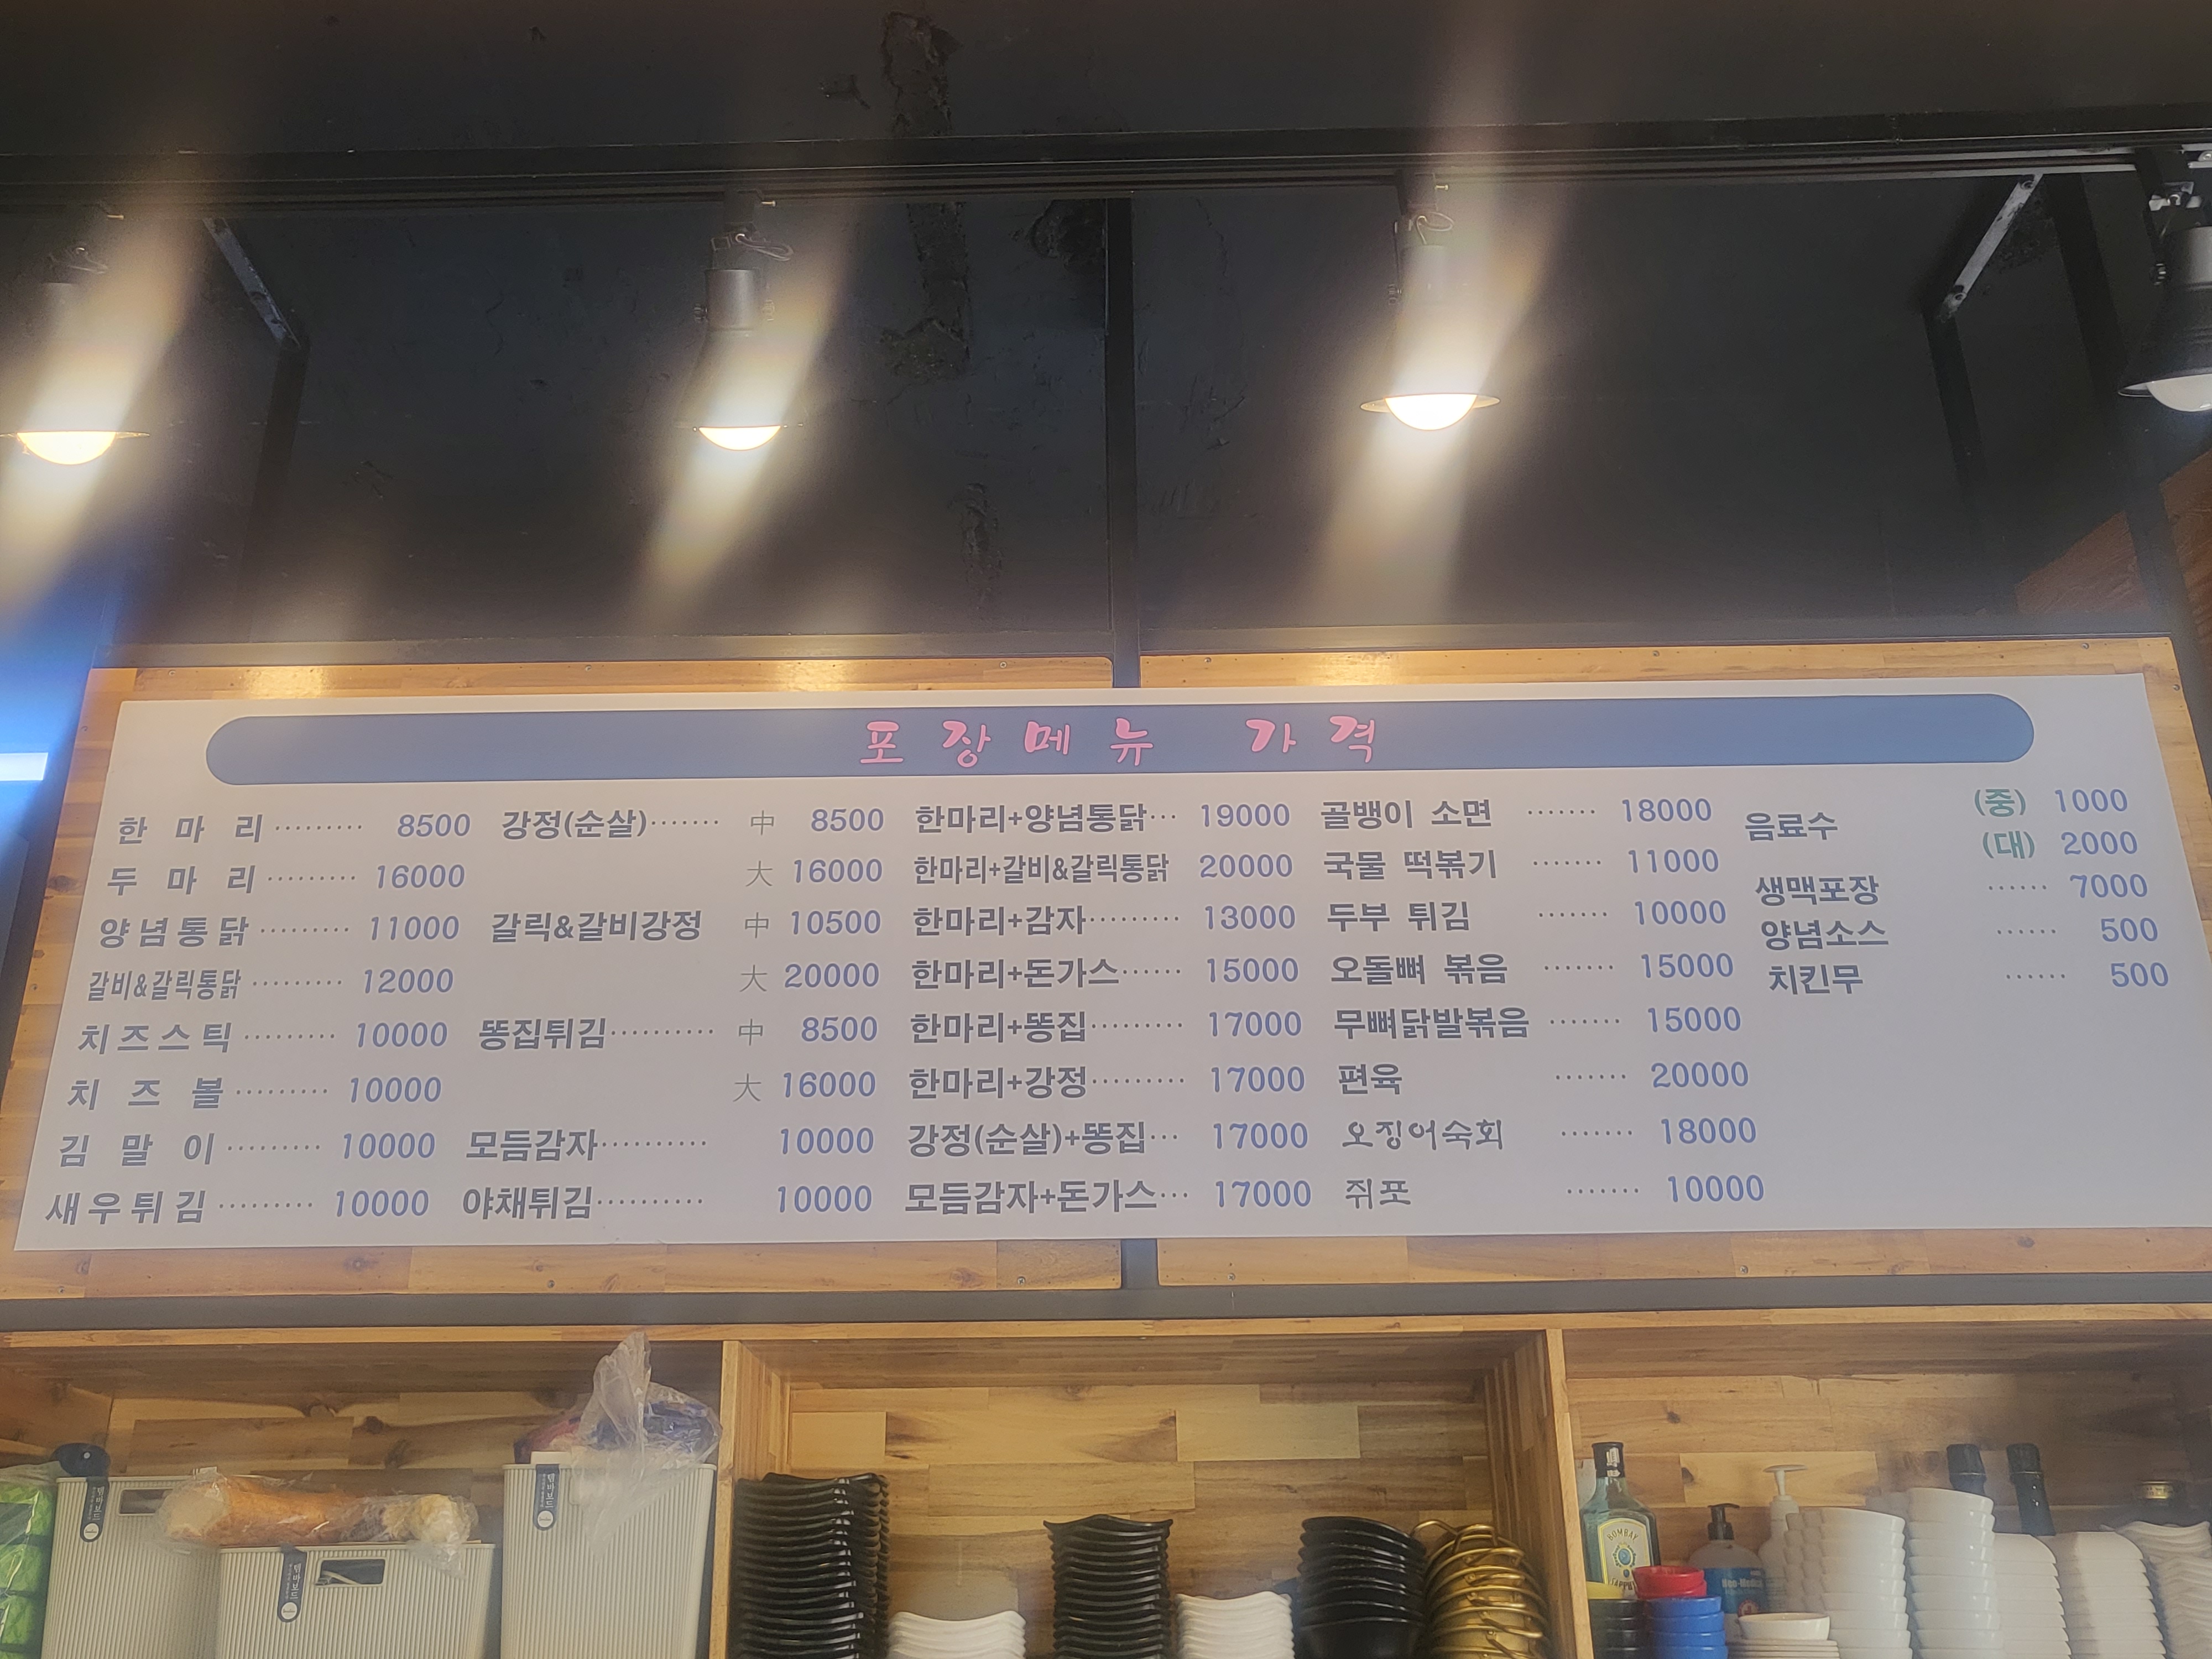 포장메뉴 가격
한 마 리 ......... 8500
두 마 리 ......... 16000
양념통닭 ......... 11000
갈비&갈릭통닭 ......... 12000
치즈스틱 ......... 10000
치 즈 볼 ......... 10000
김 말 이 ......... 10000
새우튀김 ......... 10000
강정(순살)....... 中 8500
大 16000
갈릭&갈비강정 中 10500
大 20000
똥집튀김.......... 中 8500
大 16000
모듬감자.......... 10000
야채튀김.......... 10000
한마리+양념통닭... 19000
한마리+갈비&갈릭통닭 20000
한마리+감자......... 13000
한마리+돈가스...... 15000
한마리+똥집......... 17000
한마리+강정......... 17000
강정(순살)+똥집... 17000
모듬감자+돈가스... 17000
골뱅이 소면 ....... 18000
국물 떡볶기 ....... 11000
두부 튀김 ....... 10000
오돌뼈 볶음 ....... 15000
무뼈닭발볶음 ....... 15000
편육 ....... 20000
오징어숙회 ....... 18000
쥐포 ....... 10000
음료수 (중) 1000
(대) 2000
생맥포장 ...... 7000
양념소스 ...... 500
치킨무 ...... 500
BOMBAY